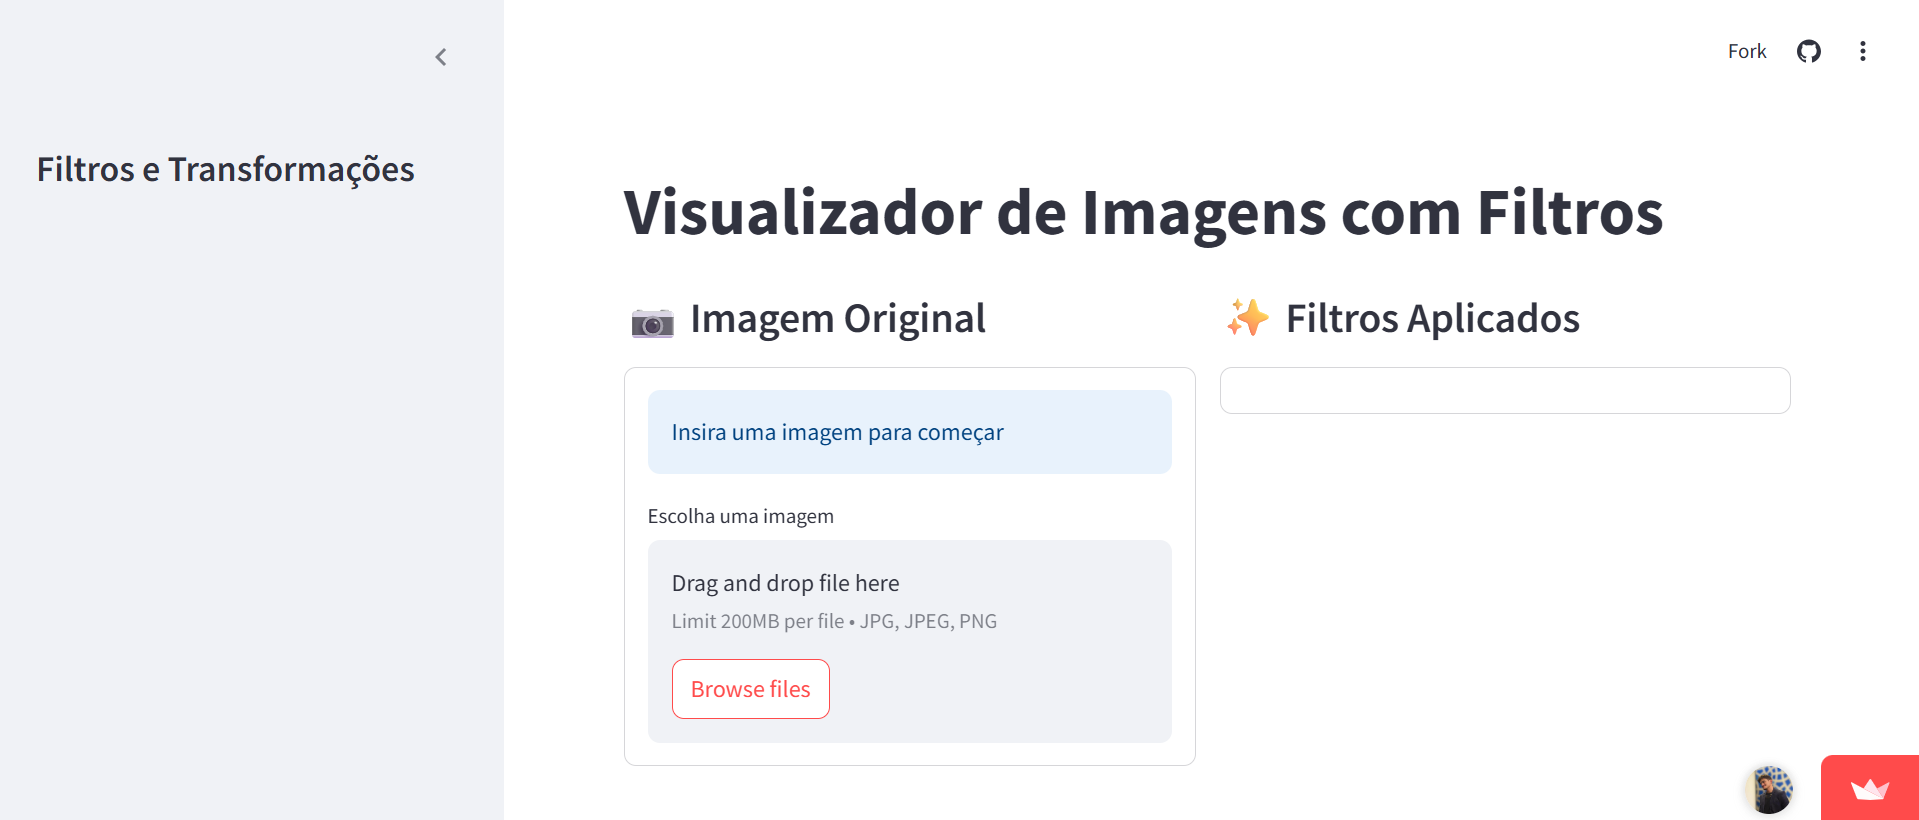 Fork
Filtros e Transformações
Visualizador de Imagens com Filtros
Imagem Original
Filtros Aplicados
Insira uma imagem para começar
Escolha uma imagem
Drag and drop file here
Limit 200MB per file • JPG, JPEG, PNG
Browse files